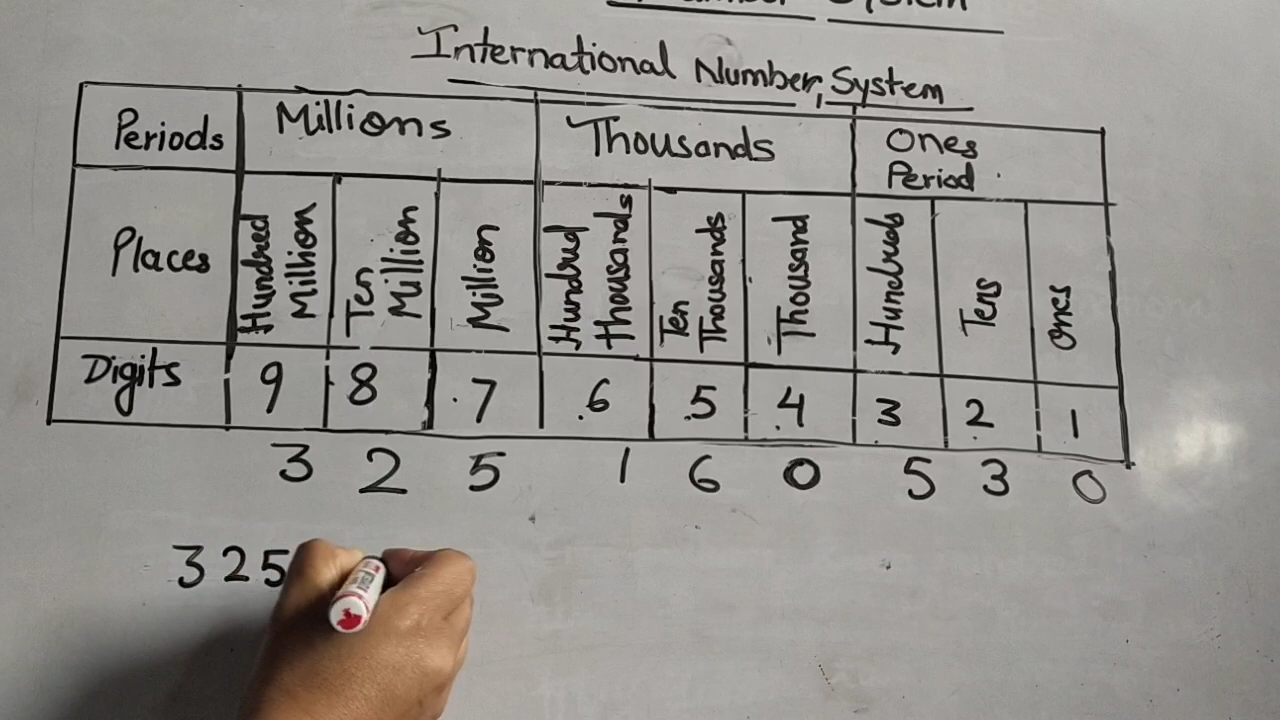 International Number System
Periods Millions Thousands Ones Period
Places Hundred Million Ten Million Million Hundred Thousands Ten Thousands Thousand Hundreds Tens Ones
Digits 9 8 7 6 5 4 3 2 1
3 2 5 1 6 0 5 3 0
325